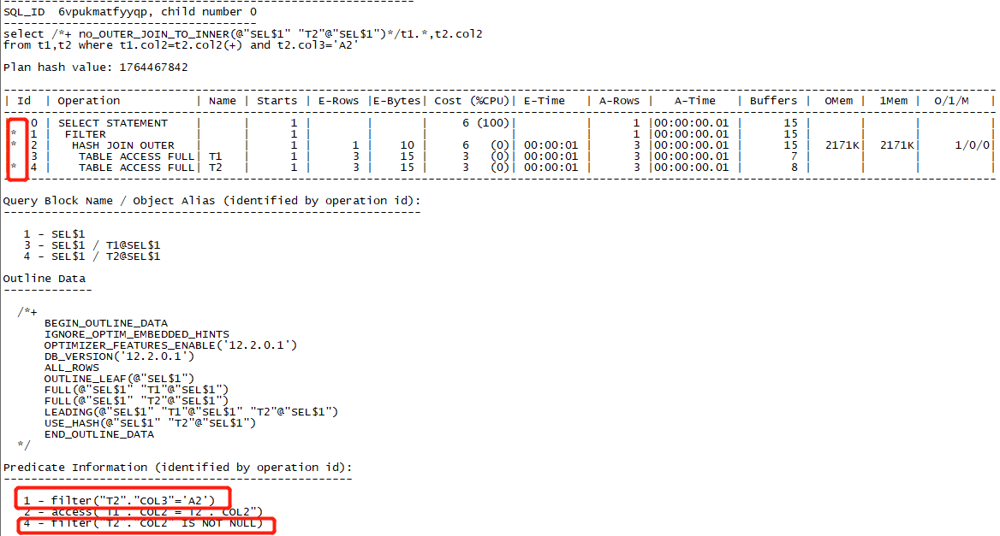 SQL_ID  6vpukmatfyyqp, child number 0
-------------------------------------
select /*+ no_OUTER_JOIN_TO_INNER(@"SEL$1" "T2"@"SEL$1")*/t1.*,t2.col2
from t1,t2 where t1.col2=t2.col2(+) and t2.col3='A2'
Plan hash value: 1764467842
| Id  | Operation           | Name | Starts | E-Rows |E-Bytes| Cost (%CPU)| E-Time   | A-Rows |   A-Time   | Buffers |  OMem |  1Mem |  O/1/M   |
|   0 | SELECT STATEMENT    |      |      1 |        |       |     6 (100)|          |      1 |00:00:00.01 |      15 |       |       |          |
|*  1 |  FILTER             |      |      1 |        |       |            |          |      1 |00:00:00.01 |      15 |       |       |          |
|*  2 |   HASH JOIN OUTER   |      |      1 |      1 |    10 |     6   (0)| 00:00:01 |      3 |00:00:00.01 |      15 |  2171K|  2171K|     1/0/0|
|   3 |    TABLE ACCESS FULL| T1   |      1 |      3 |    15 |     3   (0)| 00:00:01 |      3 |00:00:00.01 |       7 |       |       |          |
|*  4 |    TABLE ACCESS FULL| T2   |      1 |      3 |    15 |     3   (0)| 00:00:01 |      3 |00:00:00.01 |       8 |       |       |          |
Query Block Name / Object Alias (identified by operation id):
-------------------------------------------------------------
1 - SEL$1
3 - SEL$1 / T1@SEL$1
4 - SEL$1 / T2@SEL$1
Outline Data
-------------
/*+
BEGIN_OUTLINE_DATA
IGNORE_OPTIM_EMBEDDED_HINTS
OPTIMIZER_FEATURES_ENABLE('12.2.0.1')
DB_VERSION('12.2.0.1')
ALL_ROWS
OUTLINE_LEAF(@"SEL$1")
FULL(@"SEL$1" "T1"@"SEL$1")
FULL(@"SEL$1" "T2"@"SEL$1")
LEADING(@"SEL$1" "T1"@"SEL$1" "T2"@"SEL$1")
USE_HASH(@"SEL$1" "T2"@"SEL$1")
END_OUTLINE_DATA
*/
Predicate Information (identified by operation id):
---------------------------------------------------
1 - filter("T2"."COL3"='A2')
2 - access("T1"."COL2"="T2"."COL2")
4 - filter("T2"."COL2" IS NOT NULL)